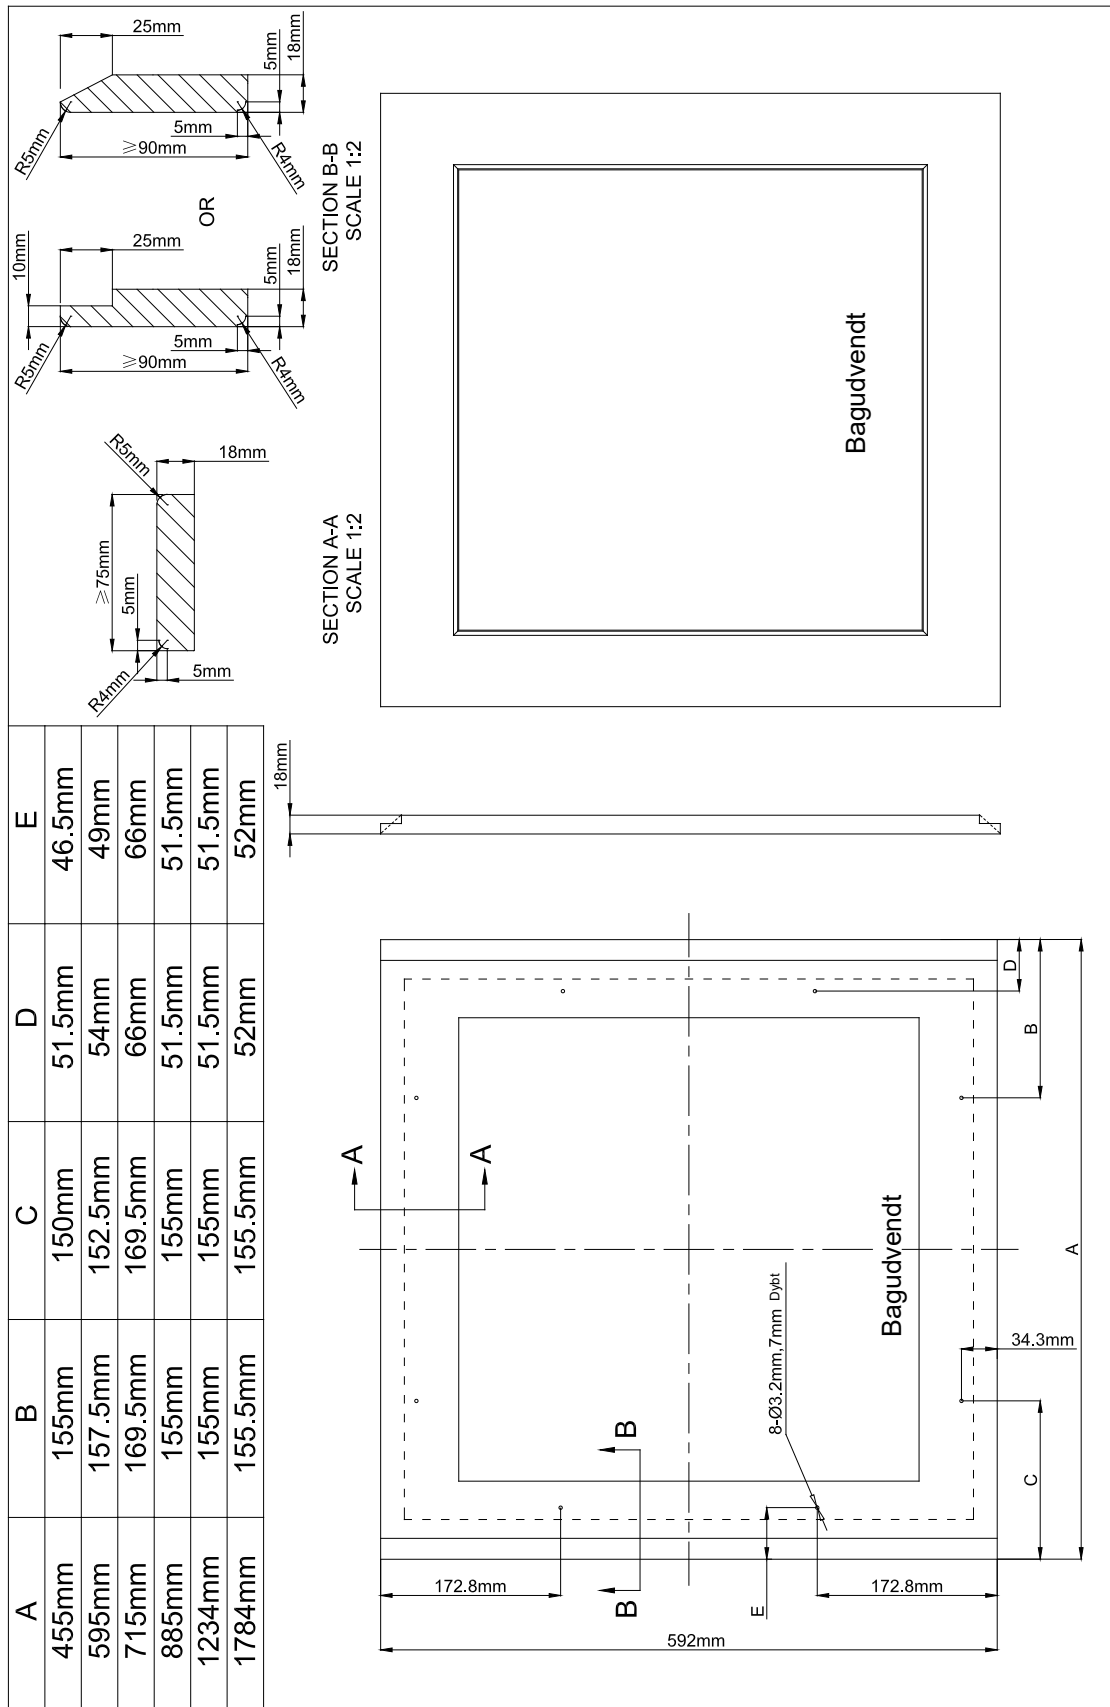 A B C D E
455mm 155mm 150mm 51.5mm 46.5mm
595mm 157.5mm 152.5mm 54mm 49mm
715mm 169.5mm 169.5mm 66mm 66mm
885mm 155mm 155mm 51.5mm 51.5mm
1234mm 155mm 155mm 51.5mm 51.5mm
1784mm 155.5mm 155.5mm 52mm 52mm
R4mm
5mm
≥75mm
5mm
R5mm
18mm
SECTION A-A
SCALE 1:2
10mm
R5mm
25mm
≥90mm
5mm
R4mm
5mm
18mm
OR
R5mm
25mm
≥90mm
5mm
R4mm
5mm
18mm
SECTION B-B
SCALE 1:2
B
B
A
A
172.8mm
592mm
172.8mm
E
8-Ø3.2mm,7mm Dybt
Bagudvendt
34.3mm
C
A
B
D
18mm
Bagudvendt